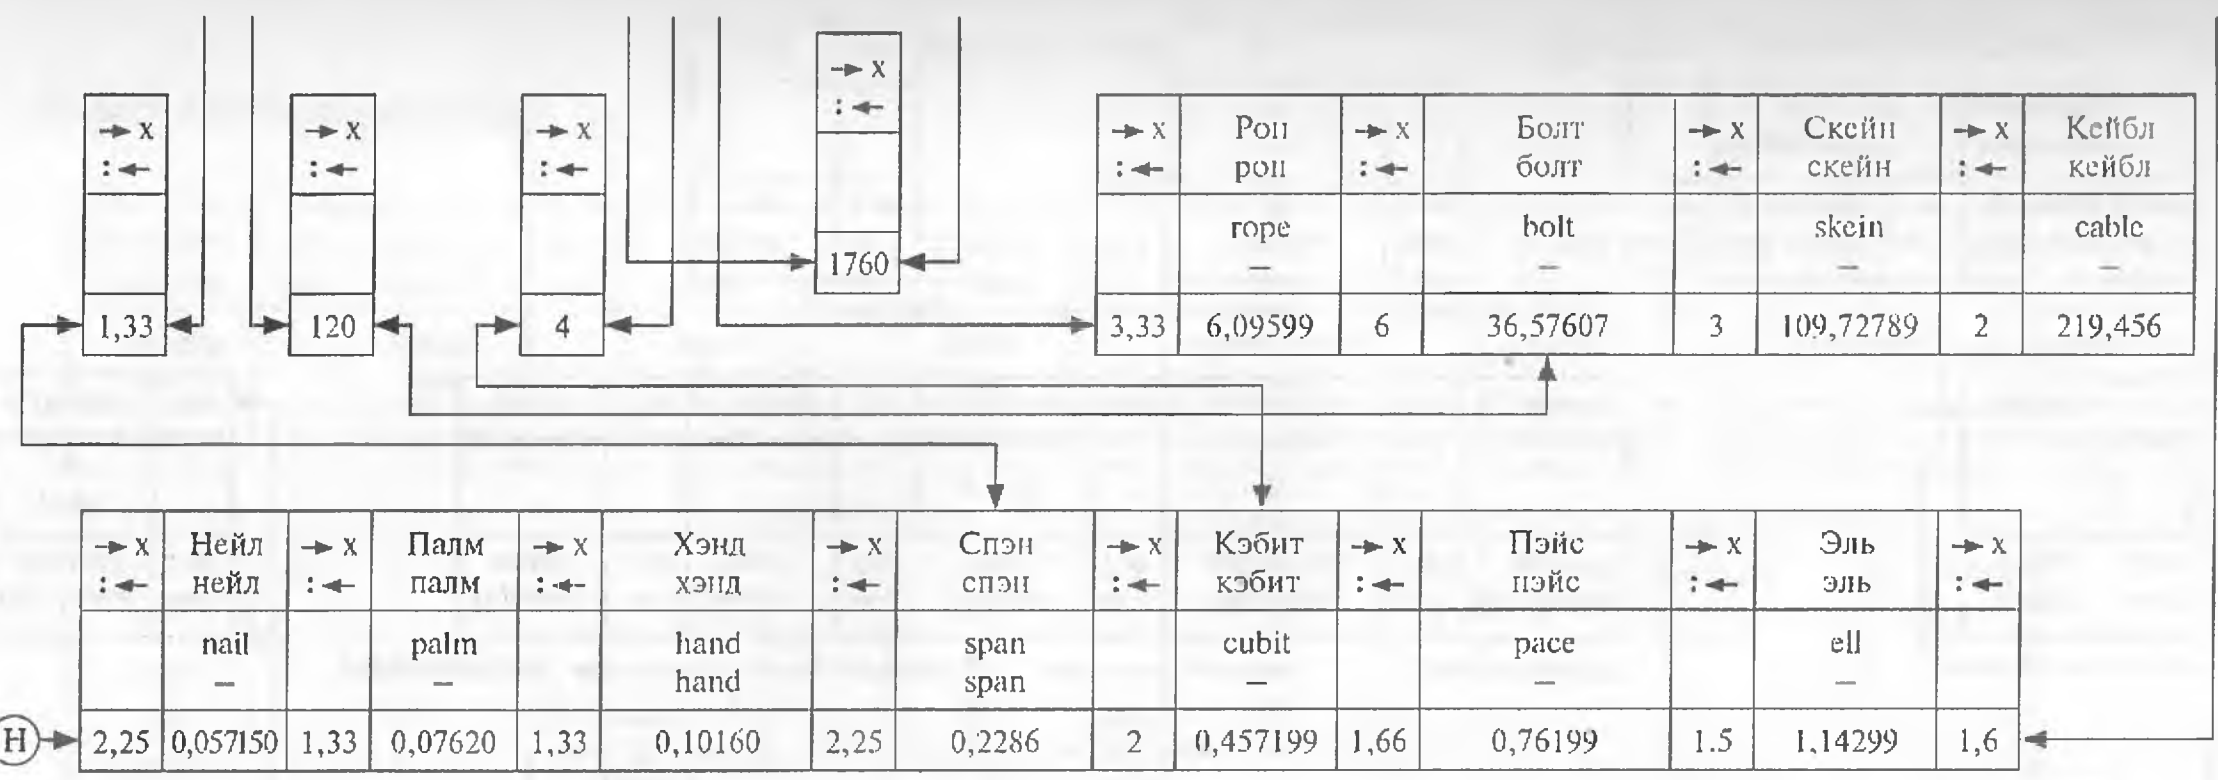 → x
: ←
1,33
→ x
: ←
120
→ x
: ←
4
→ x
: ←
1760
→ x Роп → x Болт → x Скейн → x Кейбл
: ← роп : ← болт : ← скейн : ← кейбл
rope bolt skein cable
— — — —
3,33 6,09599 6 36,57607 3 109,72789 2 219,456
→ x Нейл → x Палм → x Хэнд → x Спэн → x Кэбит → x Пэйс → x Эль → x
: ← нейл : ← палм : ← хэнд : ← спэн : ← кэбит : ← пэйс : ← эль : ←
nail palm hand span cubit pace ell
— — hand span — — —
H 2,25 0,057150 1,33 0,07620 1,33 0,10160 2,25 0,2286 2 0,457199 1,66 0,76199 1.5 1,14299 1,6